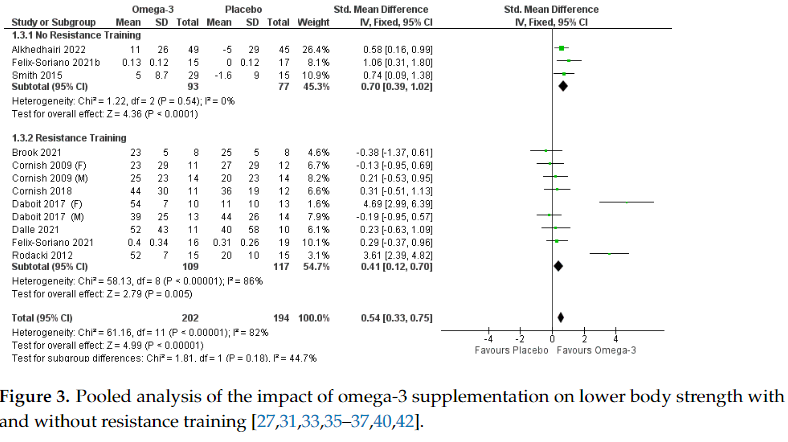 Omega-3 Placebo Std. Mean Difference Std. Mean Difference
Study or Subgroup Mean SD Total Mean SD Total Weight IV, Fixed, 95% CI IV, Fixed, 95% CI
1.3.1 No Resistance Training
Alkhedhairi 2022 11 26 49 -5 29 45 26.4% 0.58 [0.16, 0.99]
Felix-Soriano 2021b 0.13 0.12 15 0 0.12 17 8.1% 1.06 [0.31, 1.80]
Smith 2015 5 8.7 29 -1.6 9 15 10.9% 0.74 [0.09, 1.38]
Subtotal (95% CI) 93 77 45.3% 0.70 [0.39, 1.02]
Heterogeneity: Chi² = 1.22, df = 2 (P = 0.54); I² = 0%
Test for overall effect: Z = 4.36 (P < 0.0001)
1.3.2 Resistance Training
Brook 2021 23 5 8 25 5 8 4.6% -0.38 [-1.37, 0.61]
Cornish 2009 (F) 23 29 11 27 29 12 6.7% -0.13 [-0.95, 0.69]
Cornish 2009 (M) 25 23 14 20 23 14 8.2% 0.21 [-0.53, 0.95]
Cornish 2018 44 30 11 36 19 12 6.6% 0.31 [-0.51, 1.13]
Daboit 2017 (F) 54 7 10 11 10 13 1.5% 4.69 [2.99, 6.39]
Daboit 2017 (M) 39 25 13 44 26 14 7.9% -0.19 [-0.95, 0.57]
Dalle 2021 52 43 11 40 58 10 6.1% 0.23 [-0.63, 1.09]
Felix-Soriano 2021 0.4 0.34 16 0.31 0.26 19 10.1% 0.29 [-0.37, 0.96]
Rodacki 2012 52 7 15 20 10 15 3.1% 3.61 [2.39, 4.82]
Subtotal (95% CI) 109 117 54.7% 0.41 [0.12, 0.70]
Heterogeneity: Chi² = 58.13, df = 8 (P < 0.00001); I² = 86%
Test for overall effect: Z = 2.79 (P = 0.005)
Total (95% CI) 202 194 100.0% 0.54 [0.33, 0.75]
Heterogeneity: Chi² = 61.16, df = 11 (P < 0.00001); I² = 82%
Test for overall effect: Z = 4.99 (P < 0.00001)
Test for subgroup differences: Chi² = 1.81, df = 1 (P = 0.18), I² = 44.7%
-4 -2 0 2 4
Favours Placebo Favours Omega-3
Figure 3. Pooled analysis of the impact of omega-3 supplementation on lower body strength with
and without resistance training [27,31,33,35–37,40,42].